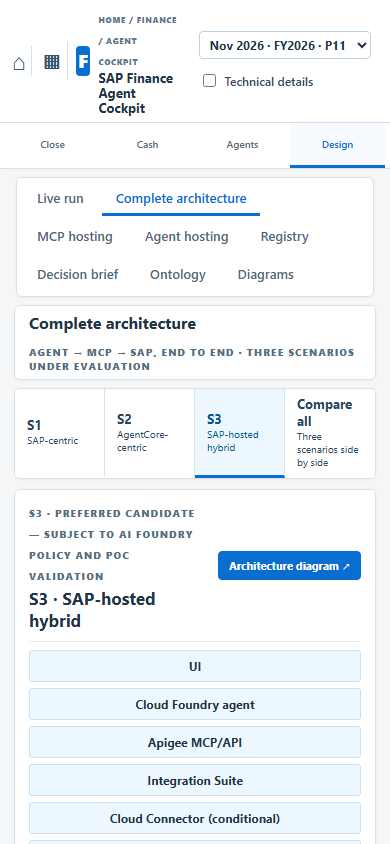 HOME / FINANCE
/ AGENT
COCKPIT
F
SAP Finance
Agent
Cockpit
Nov 2026 · FY2026 · P11
Technical details
Close
Cash
Agents
Design
Live run
Complete architecture
MCP hosting
Agent hosting
Registry
Decision brief
Ontology
Diagrams
Complete architecture
AGENT → MCP → SAP, END TO END · THREE SCENARIOS
UNDER EVALUATION
S1
SAP-centric
S2
AgentCore-
centric
S3
SAP-hosted
hybrid
Compare
all
Three
scenarios side
by side
S3 · PREFERRED CANDIDATE
— SUBJECT TO AI FOUNDRY
POLICY AND POC
VALIDATION
S3 · SAP-hosted
hybrid
Architecture diagram ↗
UI
Cloud Foundry agent
Apigee MCP/API
Integration Suite
Cloud Connector (conditional)